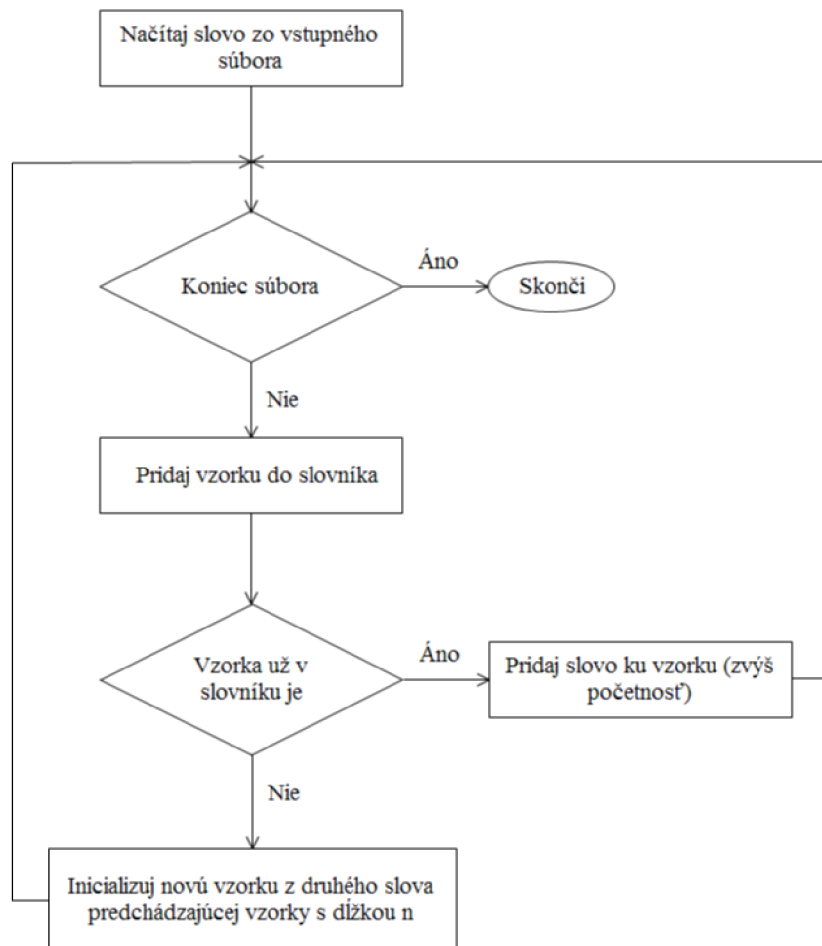 Načítaj slovo zo vstupného
súbora
Koniec súbora
Áno
Skonči
Nie
Pridaj vzorku do slovníka
Vzorka už v
slovníku je
Áno
Pridaj slovo ku vzorku (zvýš
početnosť)
Nie
Inicializuj novú vzorku z druhého slova
predchádzajúcej vzorky s dĺžkou n